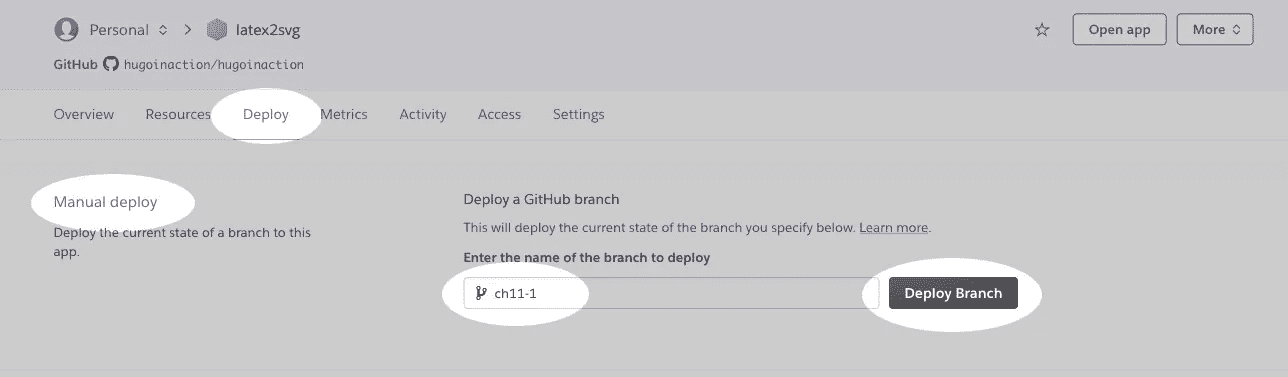 Personal > latex2svg
Open app
More
GitHub hugoinaction/hugoinaction
Overview Resources Deploy Metrics Activity Access Settings
Manual deploy
Deploy the current state of a branch to this
app.
Deploy a GitHub branch
This will deploy the current state of the branch you specify below. Learn more.
Enter the name of the branch to deploy
ch11-1
Deploy Branch